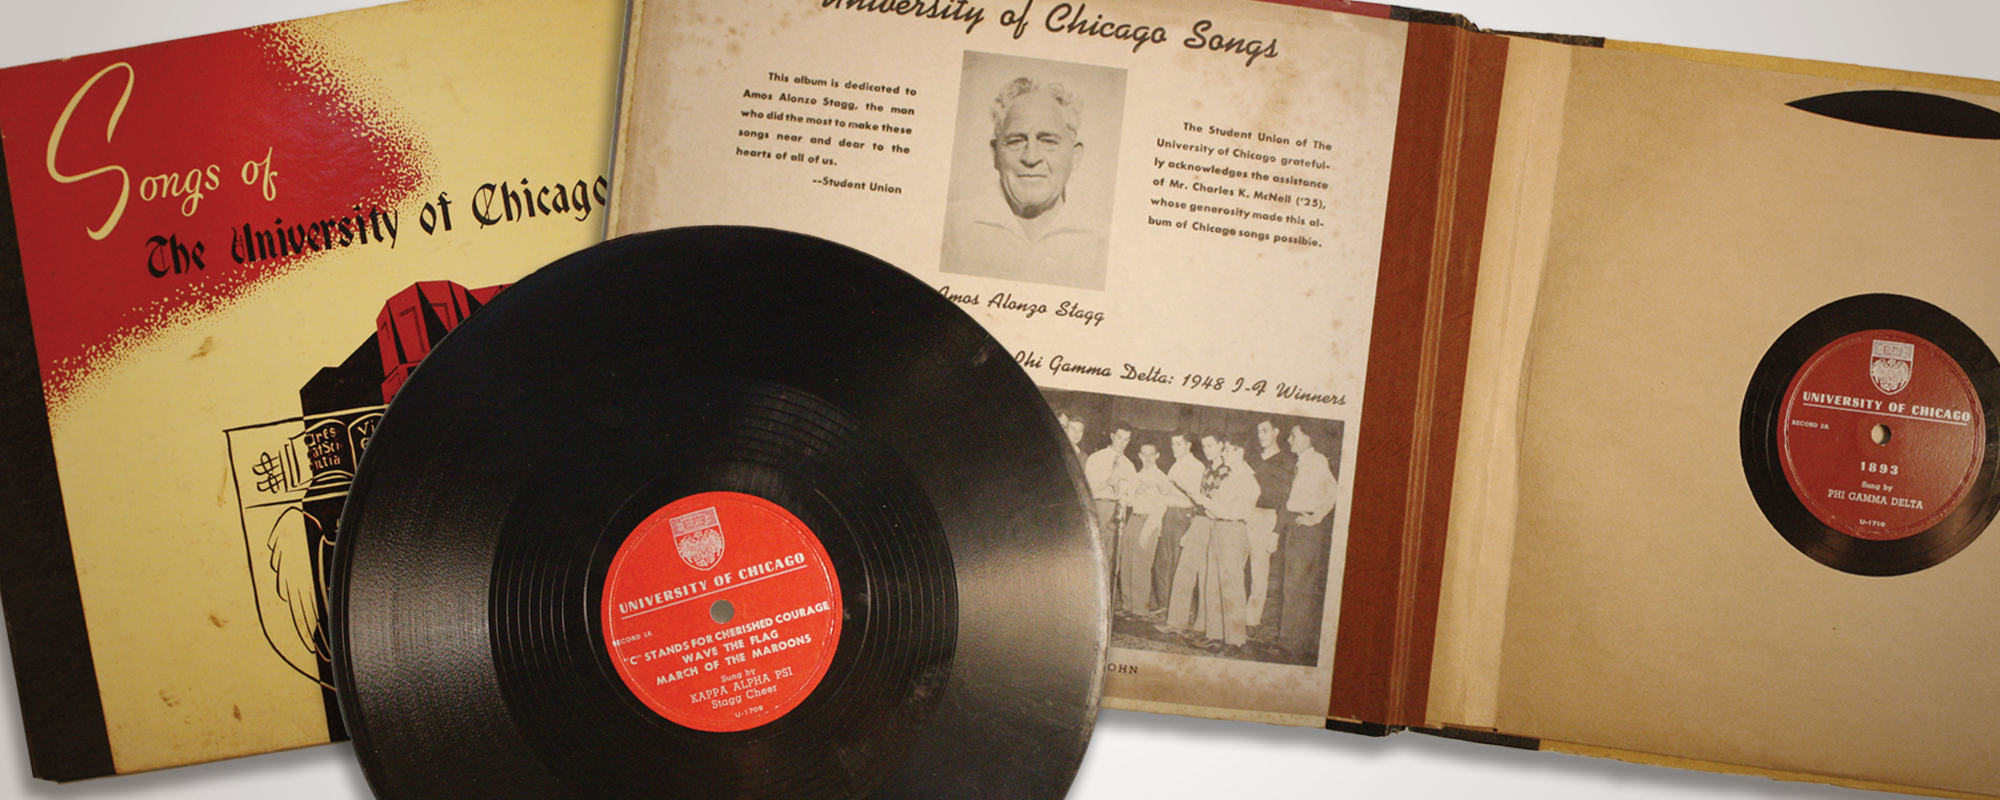 Songs of
The University of Chicago
University of Chicago Songs
This album is dedicated to
Amos Alonzo Stagg, the man
who did the most to make these
songs near and dear to the
hearts of all of us.
--Student Union
The Student Union of The
University of Chicago grateful-
ly acknowledges the assistance
of Mr. Charles K. McNeil ('25),
whose generosity made this al-
bum of Chicago songs possible.
Amos Alonzo Stagg
Phi Gamma Delta: 1948 I-F Winners
OHN
UNIVERSITY OF CHICAGO
RECORD 1A
"C" STANDS FOR CHERISHED COURAGE
WAVE THE FLAG
MARCH OF THE MAROONS
Sung by
KAPPA ALPHA PSI
Stagg Cheer
U-1709
UNIVERSITY OF CHICAGO
RECORD 2A
1893
Sung by
PHI GAMMA DELTA
U-1710